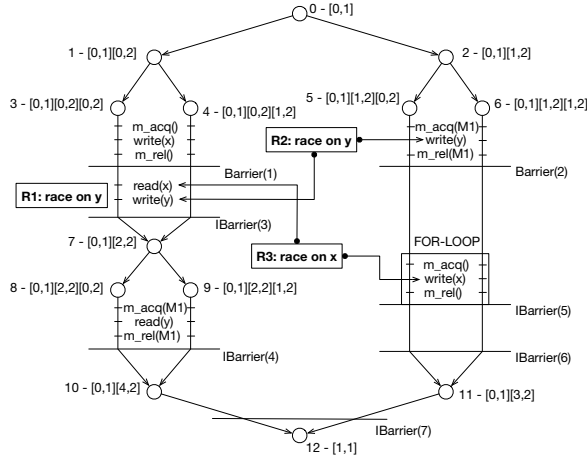 0 - [0,1]
1 - [0,1][0,2]
2 - [0,1][1,2]
3 - [0,1][0,2][0,2]
4 - [0,1][0,2][1,2]
5 - [0,1][1,2][0,2]
6 - [0,1][1,2][1,2]
m_acq()
write(x)
m_rel()
m_acq(M1)
write(y)
m_rel(M1)
R2: race on y
Barrier(1)
Barrier(2)
R1: race on y
read(x)
write(y)
IBarrier(3)
7 - [0,1][2,2]
R3: race on x
FOR-LOOP
m_acq()
write(x)
m_rel()
IBarrier(5)
8 - [0,1][2,2][0,2]
9 - [0,1][2,2][1,2]
m_acq(M1)
read(y)
m_rel(M1)
IBarrier(4)
IBarrier(6)
10 - [0,1][4,2]
11 - [0,1][3,2]
IBarrier(7)
12 - [1,1]